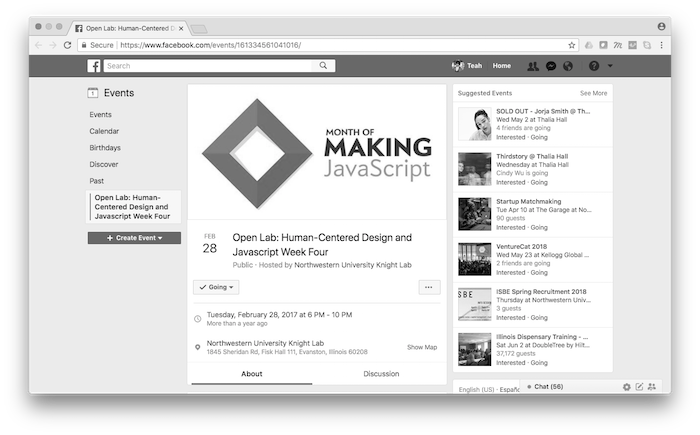 Open Lab: Human-Centered D
Secure
https://www.facebook.com/events/161334561041016/
Search
Teah
Home
1
Events
Events
Calendar
Birthdays
Discover
Past
Open Lab: Human-
Centered Design and
Javascript Week Four
+ Create Event
MONTH OF
MAKING
JavaScript
FEB
28
Open Lab: Human-Centered Design and
Javascript Week Four
Public · Hosted by Northwestern University Knight Lab
Going
Tuesday, February 28, 2017 at 6 PM - 10 PM
More than a year ago
Northwestern University Knight Lab
1845 Sheridan Rd, Fisk Hall 111, Evanston, Illinois 60208
Show Map
About
Discussion
Suggested Events
See More
SOLD OUT - Jorja Smith @ Th...
Wed May 2 at Thalia Hall
4 friends are going
Interested · Going
Thirdstory @ Thalia Hall
Wednesday at Thalia Hall
Cindy Wu is going
Interested · Going
Startup Matchmaking
Tue Apr 10 at The Garage at No...
90 guests
Interested · Going
VentureCat 2018
Wed May 23 at Kellogg Global ...
2 friends are going
Interested · Going
ISBE
ISBE Spring Recruitment 2018
Thursday at Northwestern Univ...
3 guests
Interested · Going
Illinois Dispensary Training - ...
Sat Jun 2 at DoubleTree by Hilt...
37,172 guests
Interested · Going
English (US) · Español
Chat (56)